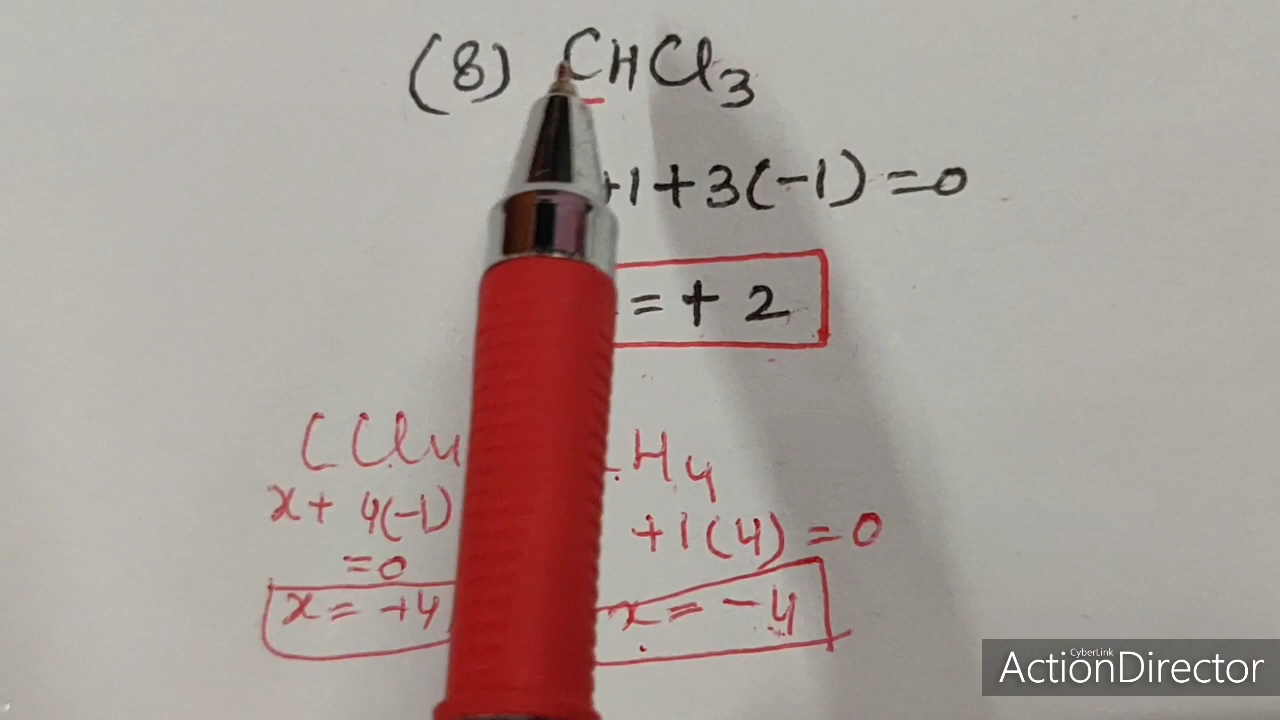 (8) CHCl3
+1+3(-1)=0
=+2
CCl4
x+4(-1)
=0
x=+4
H4
+1(4)=0
x=-4
CyberLink
ActionDirector